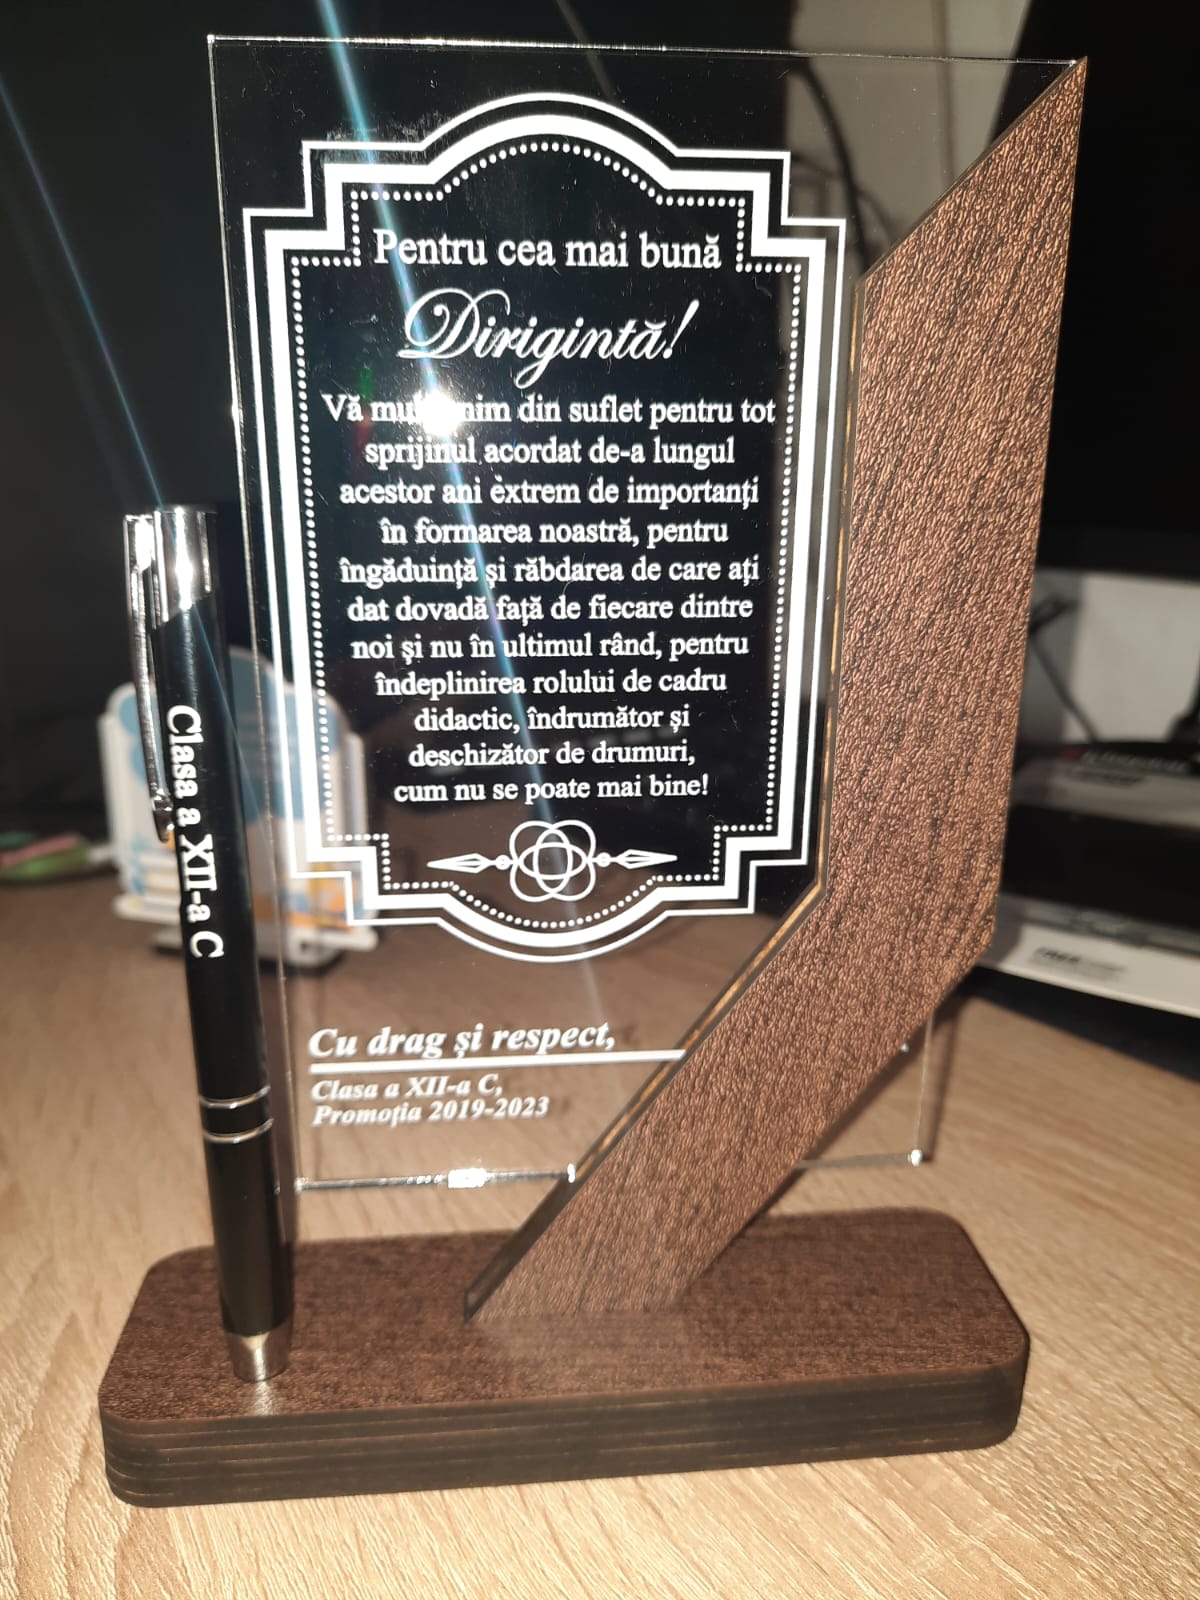 Pentru cea mai bună
Dirigintă!
Vă din suflet pentru tot
sprijinul acordat de-a lungul
acestor ani extrem de importanți
în formarea noastră, pentru
îngăduință și răbdarea de care ați
dat dovadă față de fiecare dintre
noi și nu în ultimul rând, pentru
îndeplinirea rolului de cadru
didactic, îndrumător și
deschizător de drumuri,
cum nu se poate mai bine!
Cu drag și respect,
Clasa a XII-a C,
Promoția 2019-2023
Clasa a XII-a C